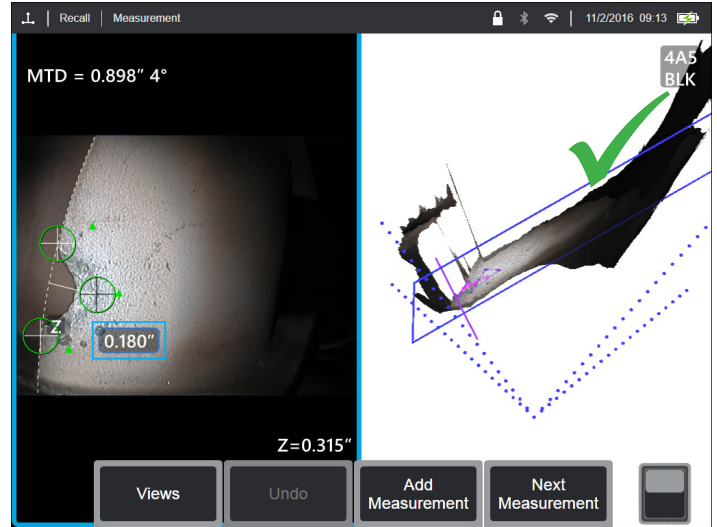 Recall
Measurement
11/2/2016 09:13
MTD = 0.898" 4°
4A5
BLK
Z
0.180"
Z=0.315"
Views
Undo
Add
Measurement
Next
Measurement